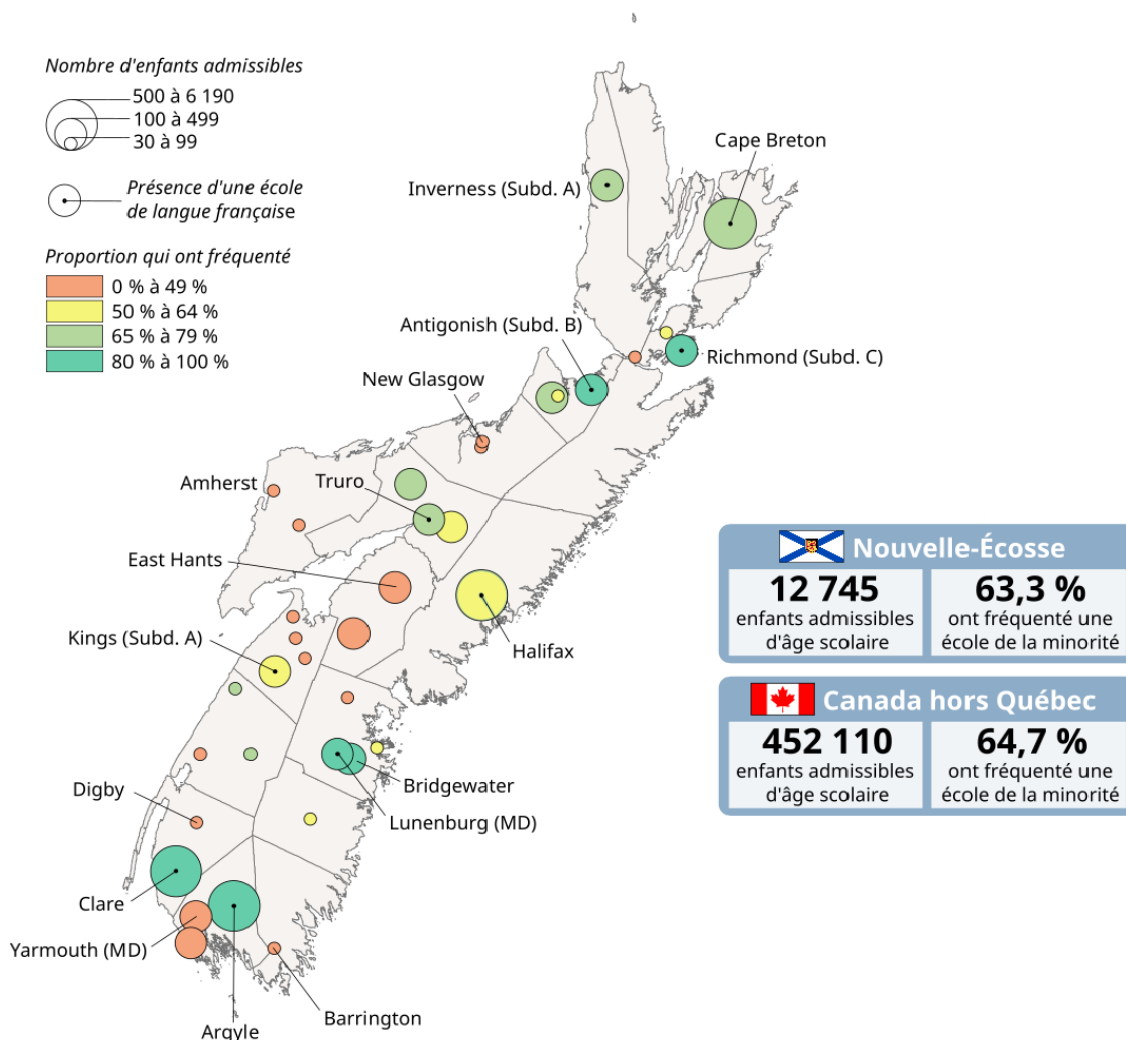 Nombre d'enfants admissibles
500 à 6 190
100 à 499
30 à 99
Présence d'une école
de langue française
Proportion qui ont fréquenté
0 % à 49 %
50 % à 64 %
65 % à 79 %
80 % à 100 %
Cape Breton
Inverness (Subd. A)
Antigonish (Subd. B)
Richmond (Subd. C)
New Glasgow
Amherst
Truro
East Hants
Kings (Subd. A)
Halifax
Digby
Bridgewater
Lunenburg (MD)
Clare
Yarmouth (MD)
Barrington
Argyle
Nouvelle-Écosse
12 745
enfants admissibles
d'âge scolaire
63,3 %
ont fréquenté une
école de la minorité
Canada hors Québec
452 110
enfants admissibles
d'âge scolaire
64,7 %
ont fréquenté une
école de la minorité